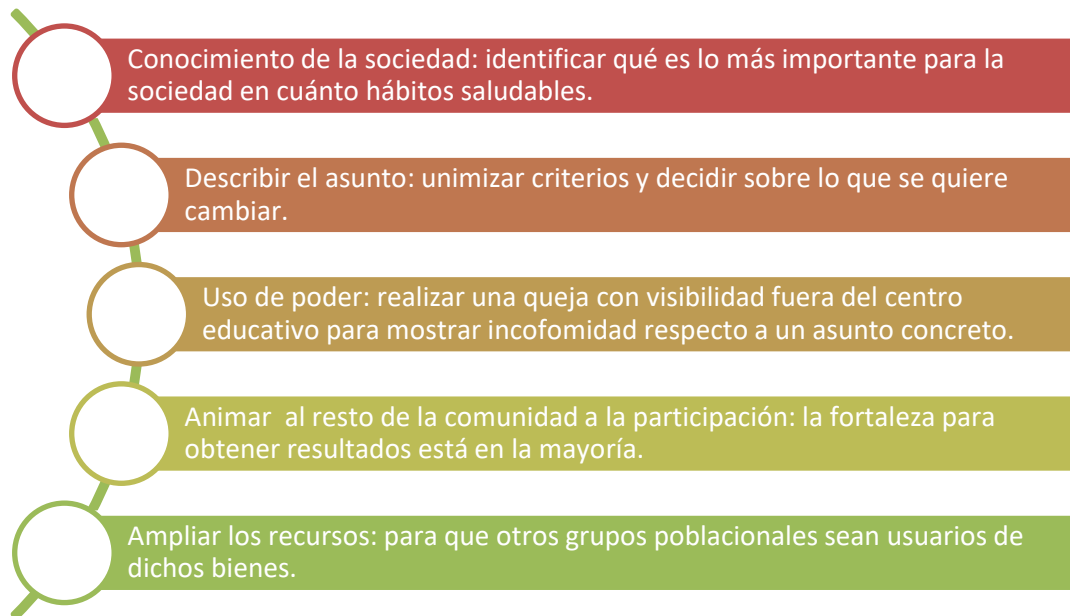 Conocimiento de la sociedad: identificar qué es lo más importante para la
sociedad en cuánto hábitos saludables.
Describir el asunto: unimizar criterios y decidir sobre lo que se quiere
cambiar.
Uso de poder: realizar una queja con visibilidad fuera del centro
educativo para mostrar incofomidad respecto a un asunto concreto.
Animar  al resto de la comunidad a la participación: la fortaleza para
obtener resultados está en la mayoría.
Ampliar los recursos: para que otros grupos poblacionales sean usuarios de
dichos bienes.